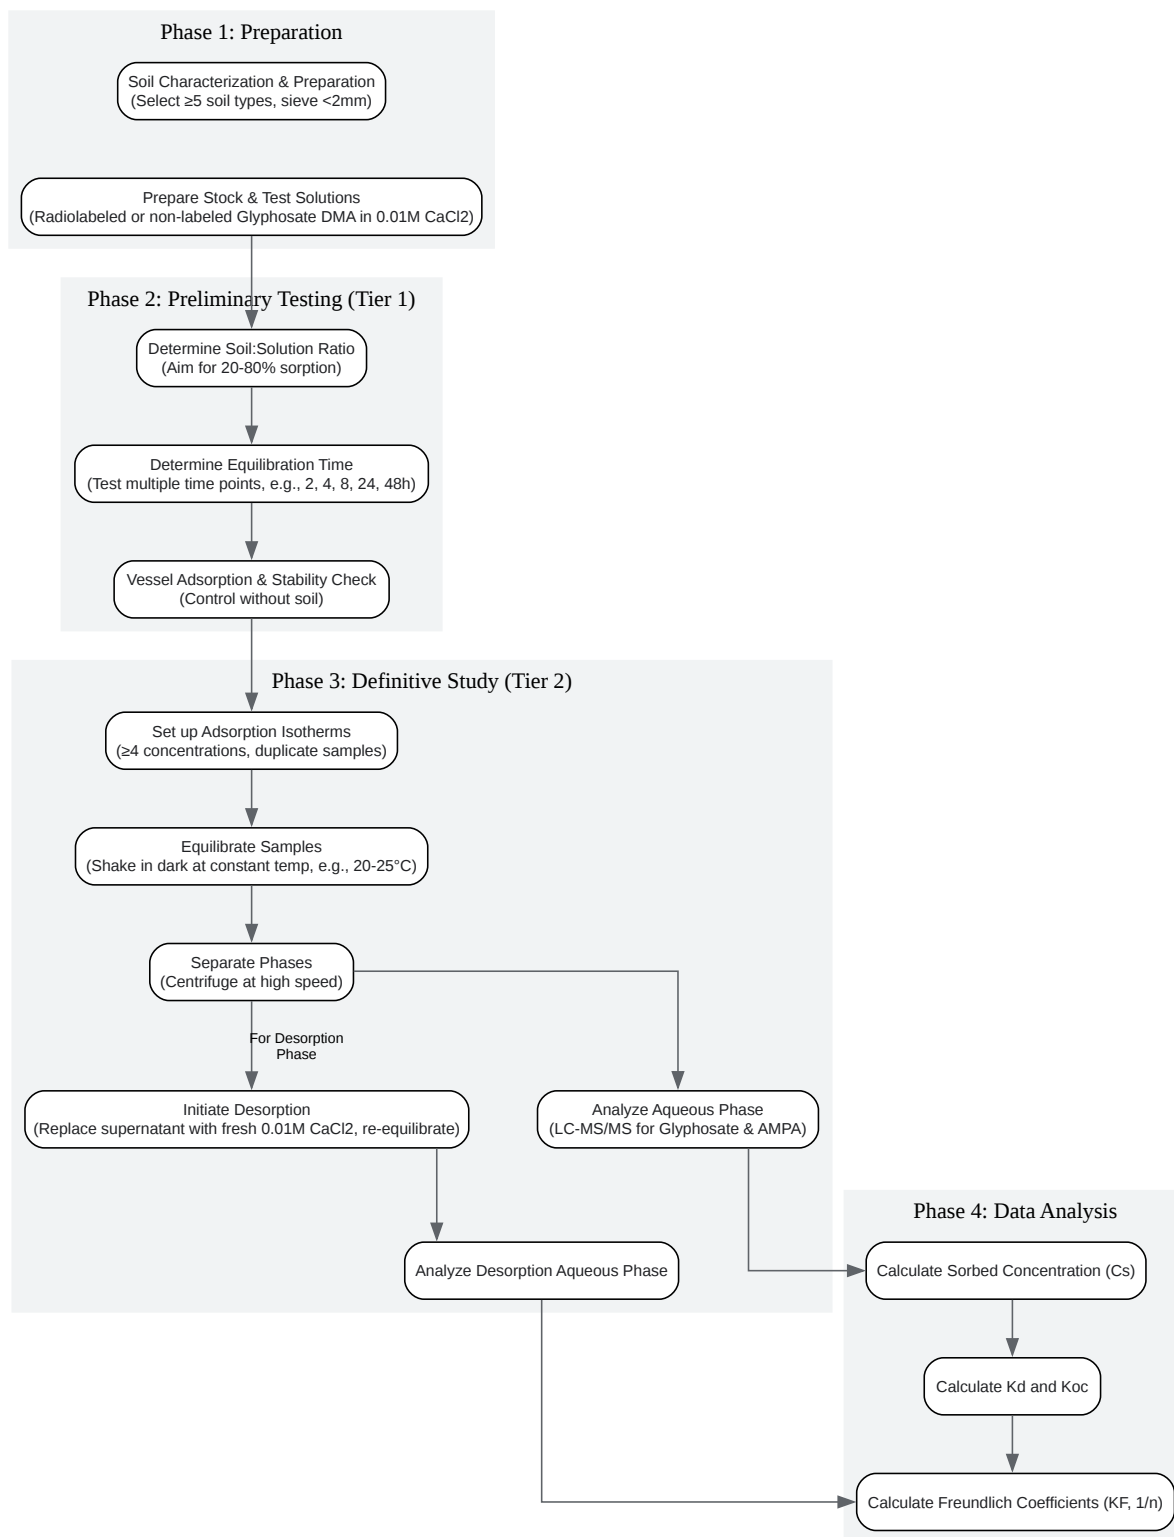 Phase 1: Preparation
Soil Characterization & Preparation
(Select ≥5 soil types, sieve <2mm)
Prepare Stock & Test Solutions
(Radiolabeled or non-labeled Glyphosate DMA in 0.01M CaCl2)
Phase 2: Preliminary Testing (Tier 1)
Determine Soil:Solution Ratio
(Aim for 20-80% sorption)
Determine Equilibration Time
(Test multiple time points, e.g., 2, 4, 8, 24, 48h)
Vessel Adsorption & Stability Check
(Control without soil)
Phase 3: Definitive Study (Tier 2)
Set up Adsorption Isotherms
(≥4 concentrations, duplicate samples)
Equilibrate Samples
(Shake in dark at constant temp, e.g., 20-25°C)
Separate Phases
(Centrifuge at high speed)
For Desorption
Phase
Initiate Desorption
(Replace supernatant with fresh 0.01M CaCl2, re-equilibrate)
Analyze Aqueous Phase
(LC-MS/MS for Glyphosate & AMPA)
Analyze Desorption Aqueous Phase
Phase 4: Data Analysis
Calculate Sorbed Concentration (Cs)
Calculate Kd and Koc
Calculate Freundlich Coefficients (KF, 1/n)